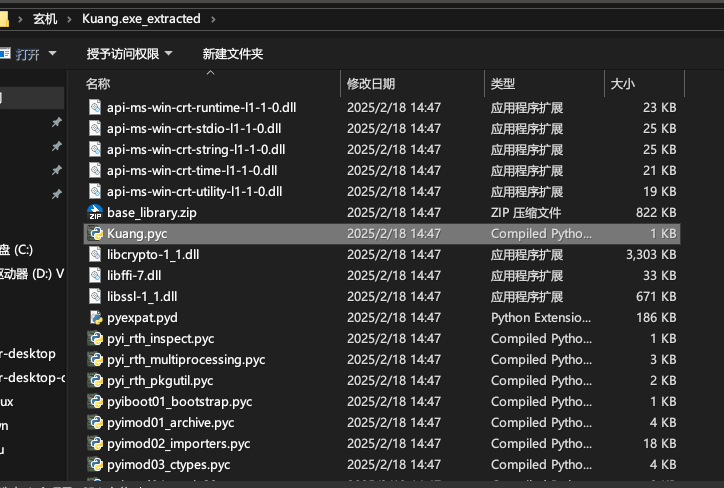 玄机 › Kuang.exe_extracted ›
打开 授予访问权限 新建文件夹
名称 修改日期 类型 大小
api-ms-win-crt-runtime-l1-1-0.dll 2025/2/18 14:47 应用程序扩展 23 KB
api-ms-win-crt-stdio-l1-1-0.dll 2025/2/18 14:47 应用程序扩展 25 KB
api-ms-win-crt-string-l1-1-0.dll 2025/2/18 14:47 应用程序扩展 25 KB
api-ms-win-crt-time-l1-1-0.dll 2025/2/18 14:47 应用程序扩展 21 KB
api-ms-win-crt-utility-l1-1-0.dll 2025/2/18 14:47 应用程序扩展 19 KB
ZIP base_library.zip 2025/2/18 14:47 ZIP 压缩文件 822 KB
Kuang.pyc 2025/2/18 14:47 Compiled Pytho... 1 KB
盘 (C:) libcrypto-1_1.dll 2025/2/18 14:47 应用程序扩展 3,303 KB
驱动器 (D:) V libffi-7.dll 2025/2/18 14:47 应用程序扩展 33 KB
libssl-1_1.dll 2025/2/18 14:47 应用程序扩展 671 KB
pyexpat.pyd 2025/2/18 14:47 Python Extensio... 186 KB
pyi_rth_inspect.pyc 2025/2/18 14:47 Compiled Pytho... 1 KB
r-desktop pyi_rth_multiprocessing.pyc 2025/2/18 14:47 Compiled Pytho... 3 KB
r-desktop-c pyi_rth_pkgutil.pyc 2025/2/18 14:47 Compiled Pytho... 2 KB
ux pyiboot01_bootstrap.pyc 2025/2/18 14:47 Compiled Pytho... 1 KB
vn pyimod01_archive.pyc 2025/2/18 14:47 Compiled Pytho... 4 KB
u pyimod02_importers.pyc 2025/2/18 14:47 Compiled Pytho... 18 KB
pyimod03_ctypes.pyc 2025/2/18 14:47 Compiled Pytho... 4 KB